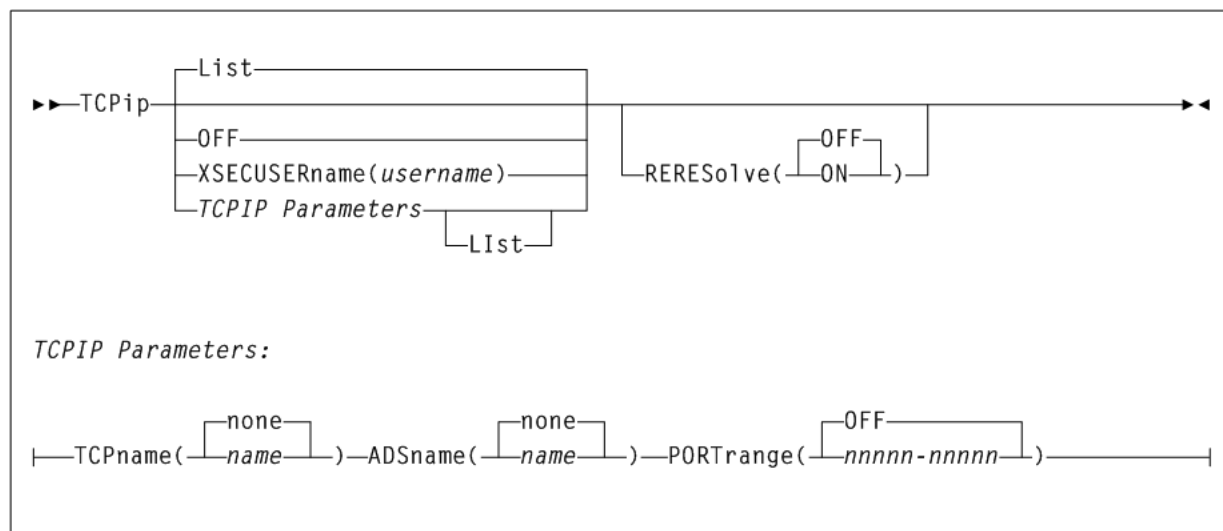 List
TCPip
OFF
OFF
XSECUSERname(username)
RERESolve( ON )
TCPIP Parameters
LIst
TCPIP Parameters:
none none OFF
TCPname( name ) ADSname( name ) PORTrange( nnnnn-nnnnn )